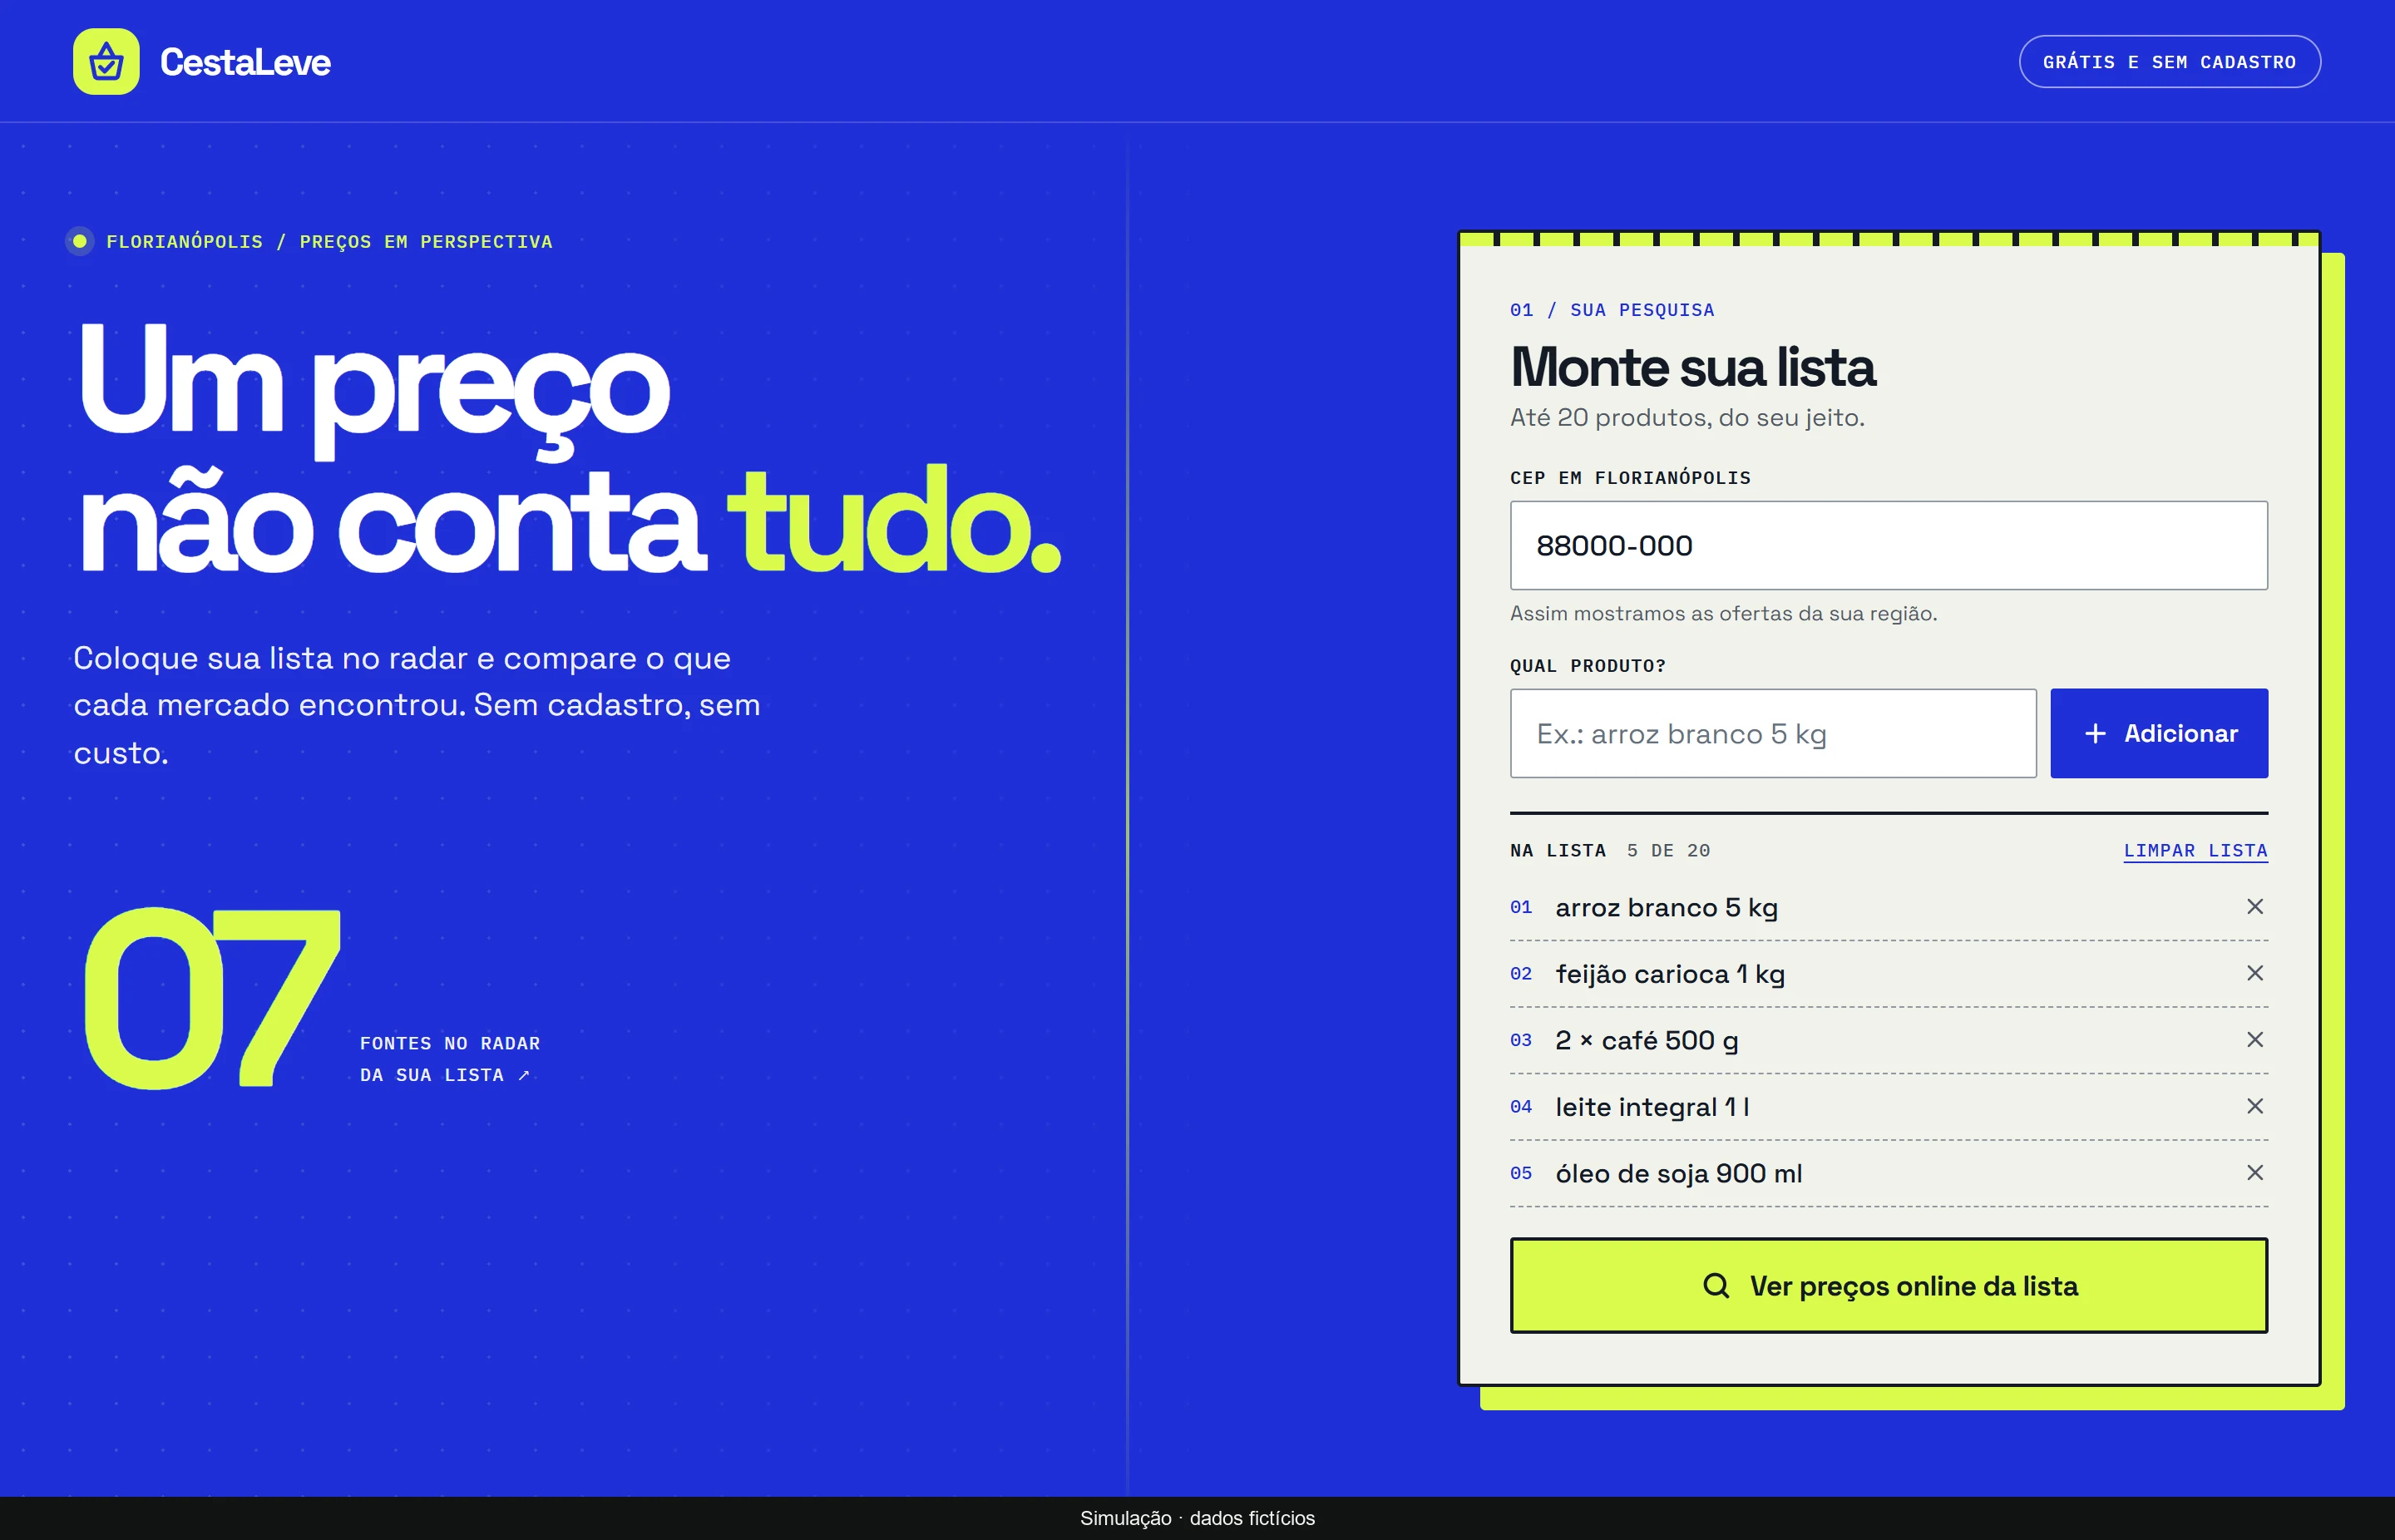 CestaLeve
GRÁTIS E SEM CADASTRO
FLORIANÓPOLIS / PREÇOS EM PERSPECTIVA
Um preço
não conta tudo.
Coloque sua lista no radar e compare o que
cada mercado encontrou. Sem cadastro, sem
custo.
07
FONTES NO RADAR
DA SUA LISTA ↗
01 / SUA PESQUISA
Monte sua lista
Até 20 produtos, do seu jeito.
CEP EM FLORIANÓPOLIS
88000-000
Assim mostramos as ofertas da sua região.
QUAL PRODUTO?
Ex.: arroz branco 5 kg
+ Adicionar
NA LISTA 5 DE 20
LIMPAR LISTA
01 arroz branco 5 kg
02 feijão carioca 1 kg
03 2 × café 500 g
04 leite integral 1 l
05 óleo de soja 900 ml
Ver preços online da lista
Simulação · dados fictícios